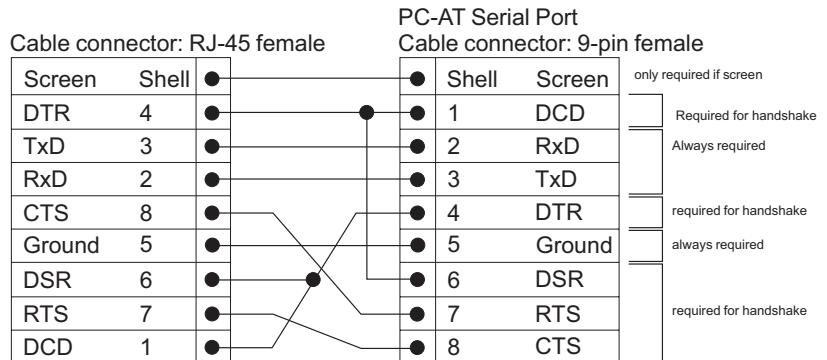 PC-AT Serial Port
Cable connector: RJ-45 female Cable connector: 9-pin female
Screen Shell Shell Screen only required if screen
DTR 4 1 DCD Required for handshake
TxD 3 2 RxD Always required
RxD 2 3 TxD
CTS 8 4 DTR required for handshake
Ground 5 5 Ground always required
DSR 6 6 DSR
RTS 7 7 RTS required for handshake
DCD 1 8 CTS